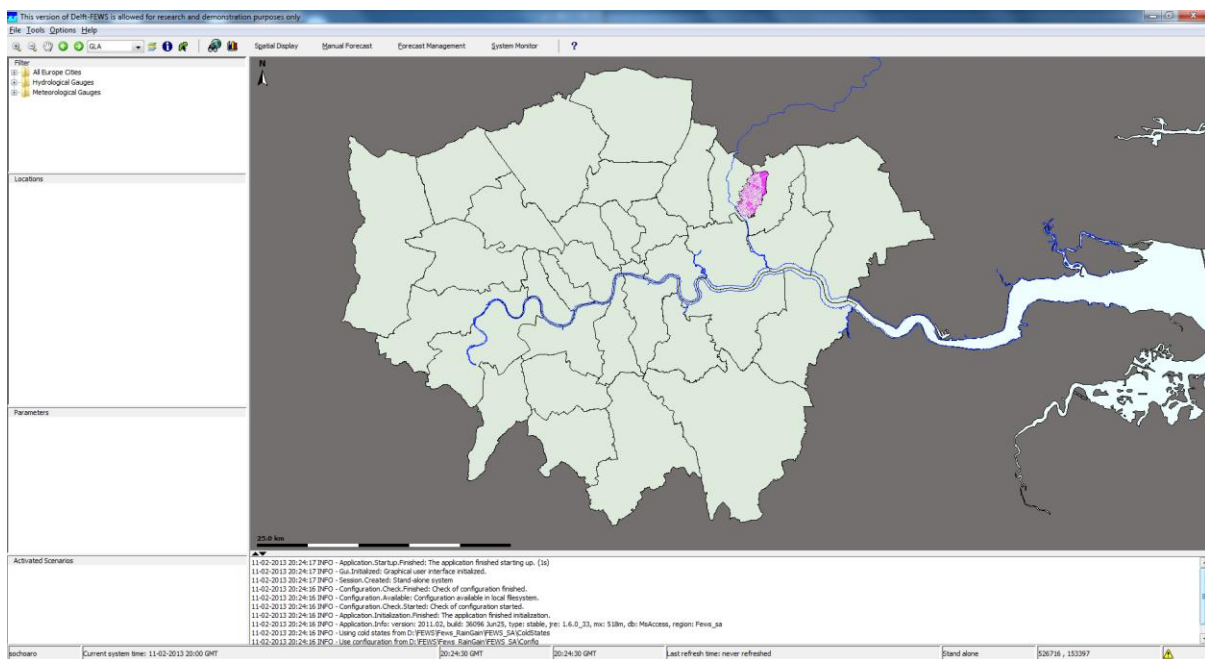 This version of Delft-FEWS is allowed for research and demonstration purposes only
File Tools Options Help
GLA
Spatial Display Manual Forecast Forecast Management System Monitor ?
Filter
All Europe Cities
Hydrological Gauges
Meteorological Gauges
N
Locations
Parameters
25.0 km
Activated Scenarios
11-02-2013 20:24:17 INFO - Application.Startup.Finished: The application finished starting up. (1s)
11-02-2013 20:24:17 INFO - Gui.Initialized: Graphical user interface initialized.
11-02-2013 20:24:17 INFO - Session.Created: Stand-alone system
11-02-2013 20:24:16 INFO - Configuration.Check.Finished: Check of configuration finished.
11-02-2013 20:24:16 INFO - Configuration.Available: Configuration available in local filesystem.
11-02-2013 20:24:16 INFO - Configuration.Check.Started: Check of configuration started.
11-02-2013 20:24:16 INFO - Application.Initialization.Finished: The application finished initialization.
11-02-2013 20:24:16 INFO - Application.Info: version: 2011.02, build: 36096 Jun25, type: stable, jre: 1.6.0_33, mx: 518m, db: MsAccess, region: Fews_sa
11-02-2013 20:24:16 INFO - Using cold states from D:\FEWS\Fews_RainGain\FEWS_SA\ColdStates
11-02-2013 20:24:16 INFO - Use configuration from D:\FEWS\Fews_RainGain\FEWS_SA\Config
sochoaro Current system time: 11-02-2013 20:00 GMT 20:24:30 GMT 20:24:30 GMT Last refresh time: never refreshed Stand alone 526716 , 153397